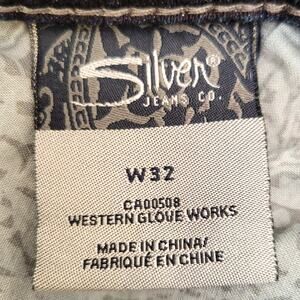 Silver®
JEANS CO.
W32
CA00508
WESTERN GLOVE WORKS
MADE IN CHINA/
FABRIQUÉ EN CHINE